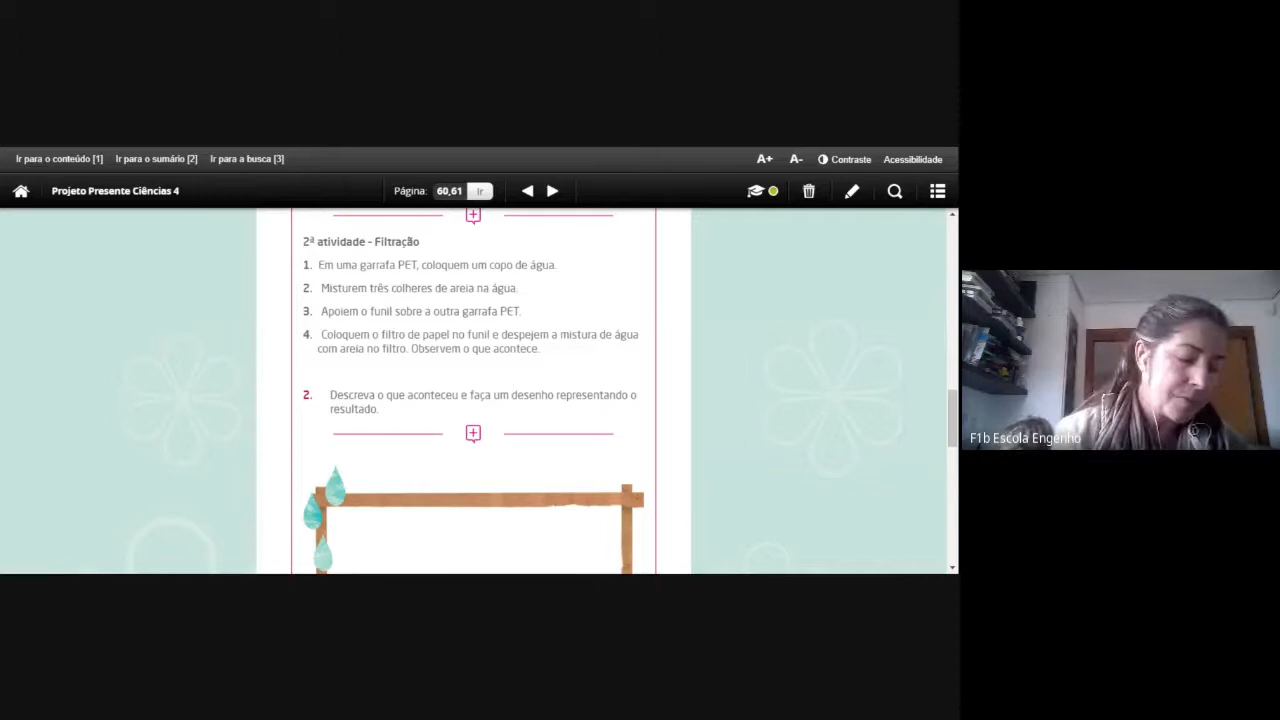 Ir para o conteúdo [1] Ir para o sumário [2] Ir para a busca [3] A+ A- Contraste Acessibilidade
Projeto Presente Ciências 4 Página: 60,61 Ir
2ª atividade - Filtração
1. Em uma garrafa PET, coloquem um copo de água.
2. Misturem três colheres de areia na água.
3. Apoiem o funil sobre a outra garrafa PET.
4. Coloquem o filtro de papel no funil e despejem a mistura de água
com areia no filtro. Observem o que acontece.
2. Descreva o que aconteceu e faça um desenho representando o
resultado.
F1b Escola Engenho